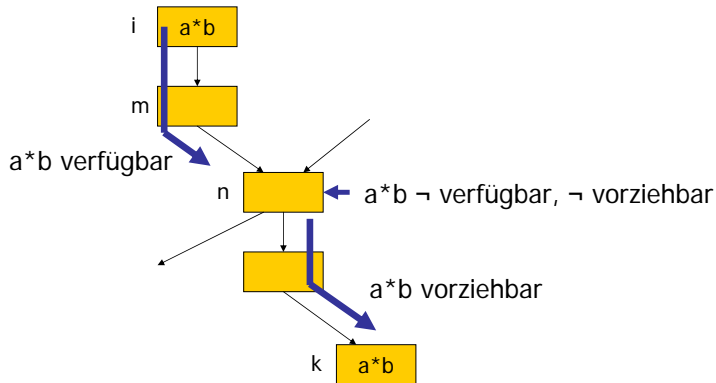 i a*b
m
a*b verfügbar
n a*b ¬ verfügbar, ¬ vorziehbar
a*b vorziehbar
k a*b